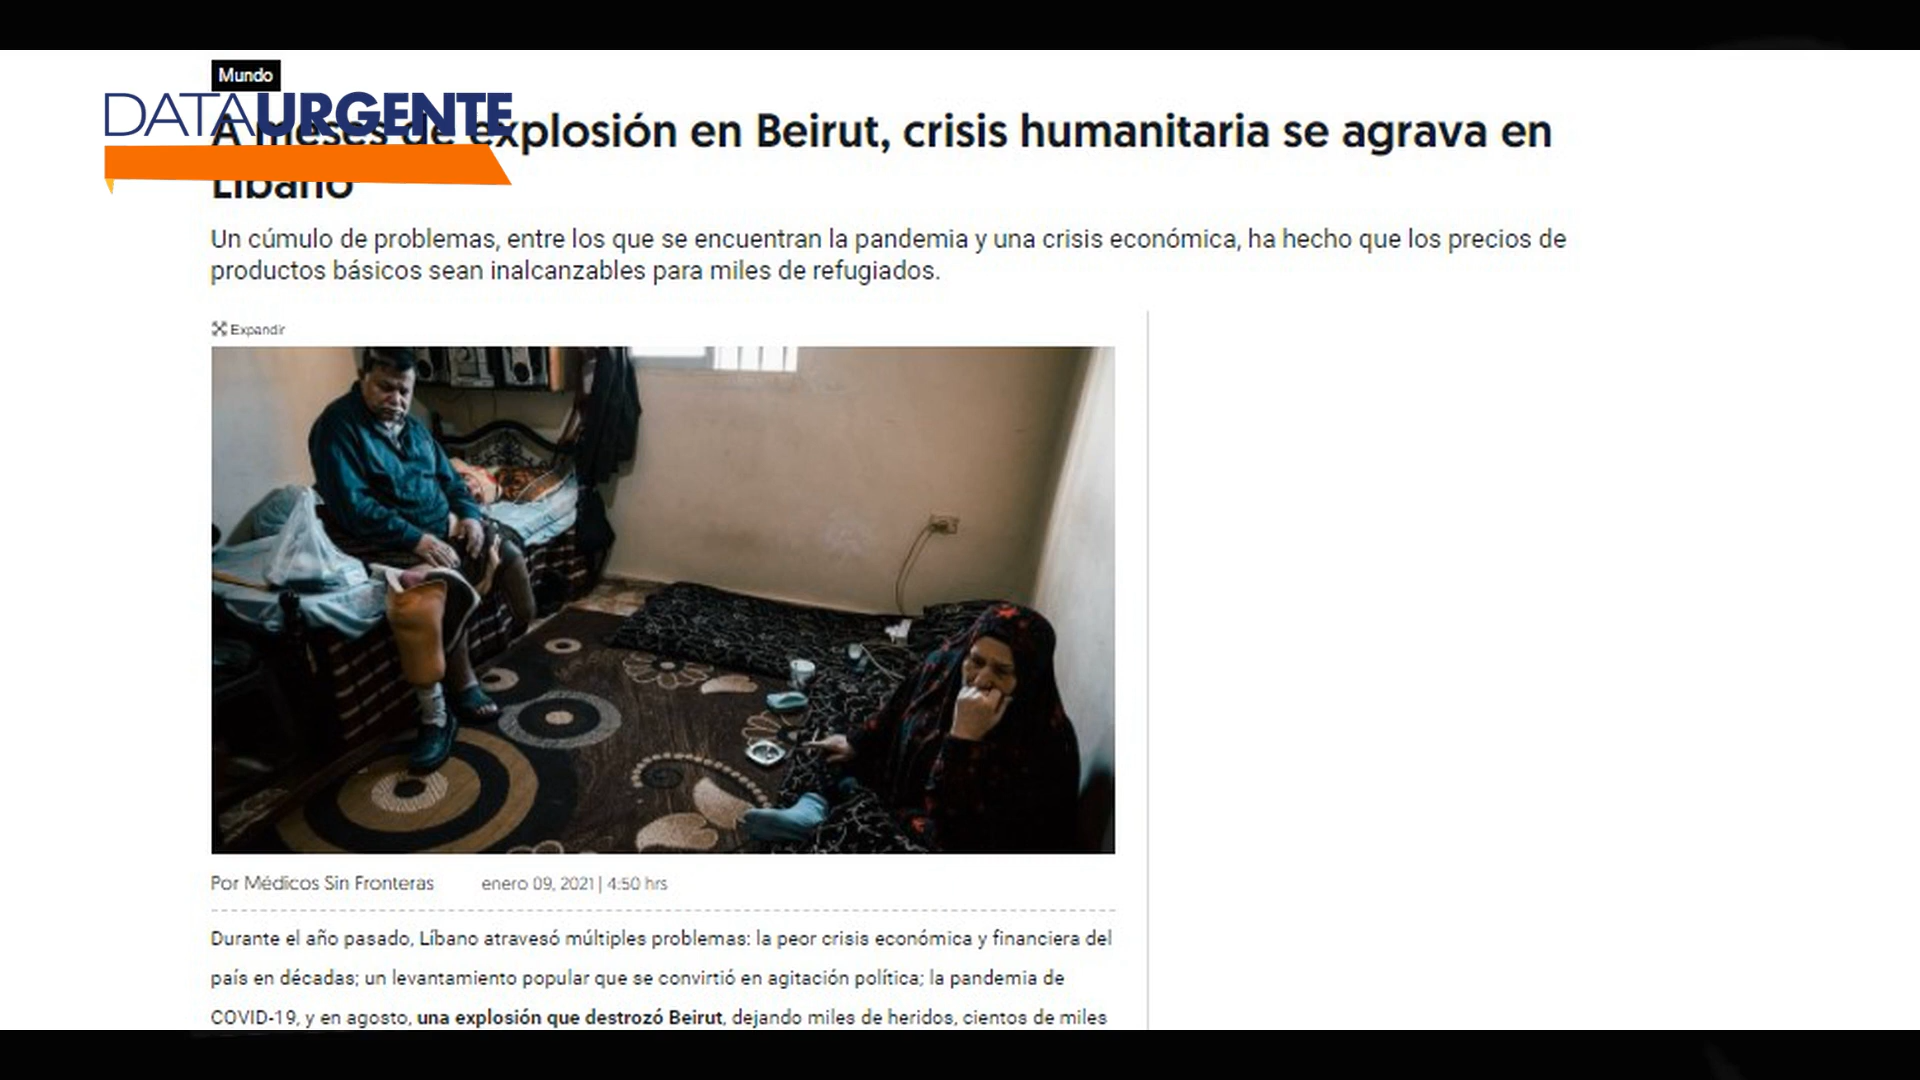 Mundo
DATAURGENTE
A meses de explosión en Beirut, crisis humanitaria se agrava en
Líbano
Un cúmulo de problemas, entre los que se encuentran la pandemia y una crisis económica, ha hecho que los precios de
productos básicos sean inalcanzables para miles de refugiados.
Expandir
Por Médicos Sin Fronteras enero 09, 2021 | 4:50 hrs
Durante el año pasado, Líbano atravesó múltiples problemas: la peor crisis económica y financiera del
país en décadas; un levantamiento popular que se convirtió en agitación política; la pandemia de
COVID-19, y en agosto, una explosión que destrozó Beirut, dejando miles de heridos, cientos de miles